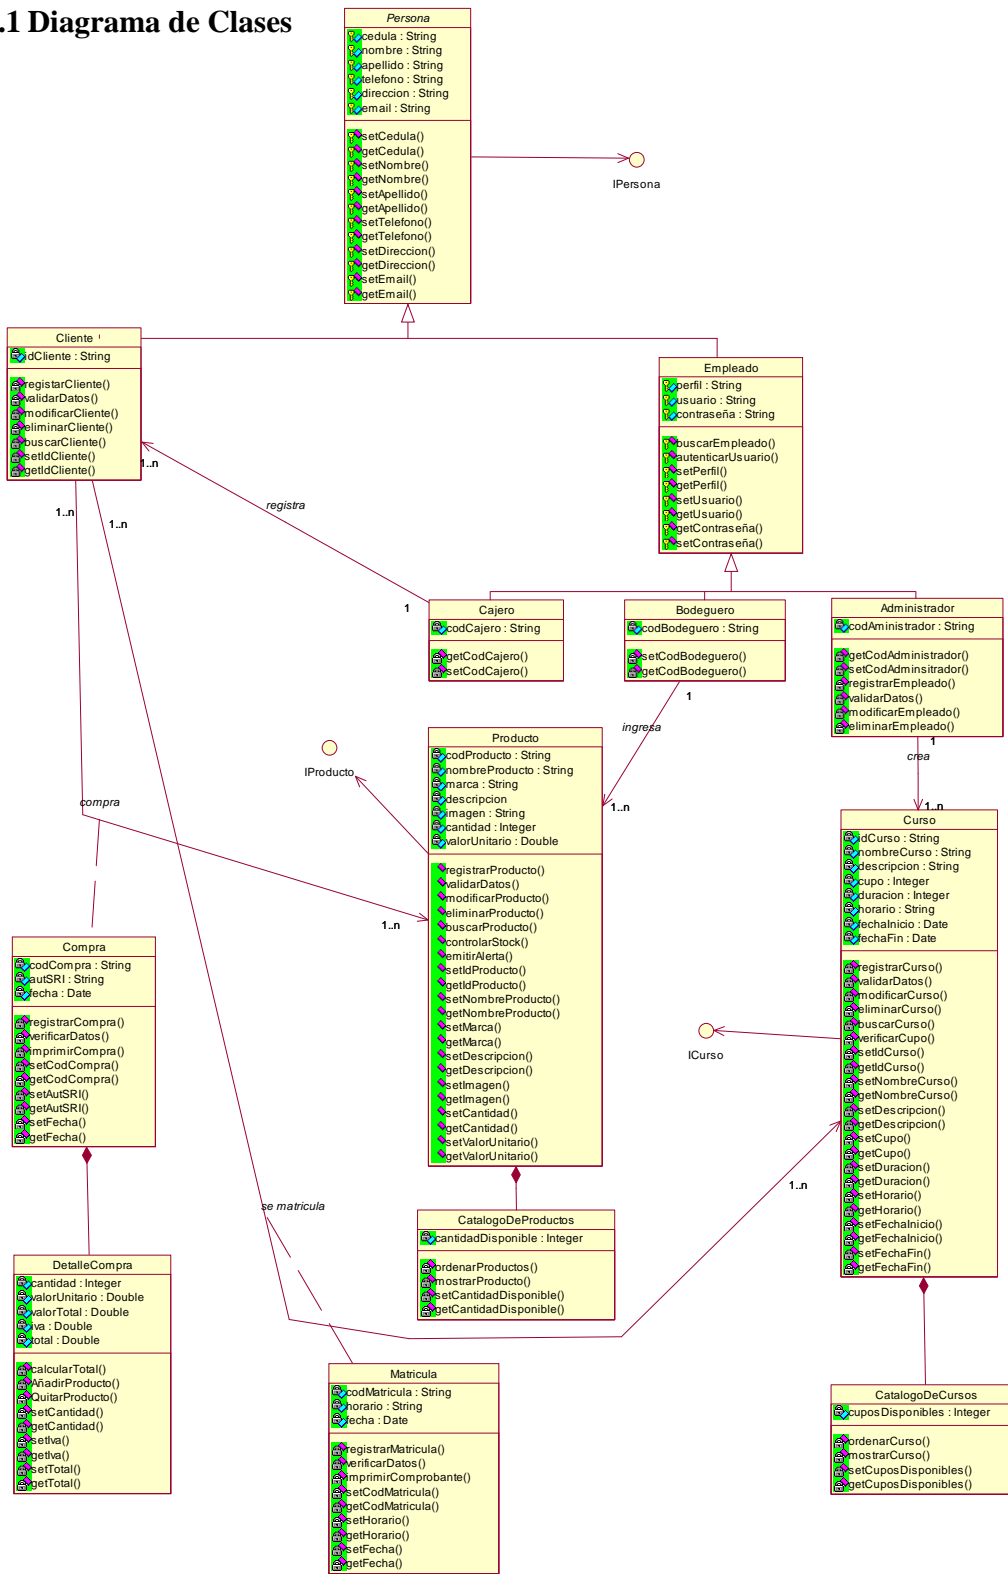 .1 Diagrama de Clases
Persona
cedula : String
nombre : String
apellido : String
telefono : String
direccion : String
email : String
setCedula()
getCedula()
setNombre()
getNombre()
setApellido()
getApellido()
setTelefono()
getTelefono()
setDireccion()
getDireccion()
setEmail()
getEmail()
IPersona
Cliente
idCliente : String
registarCliente()
validarDatos()
modificarCliente()
eliminarCliente()
buscarCliente()
setIdCliente()
getIdCliente()
1..n
1..n
1..n
registra
1
Empleado
perfil : String
usuario : String
contraseña : String
buscarEmpleado()
autenticarUsuario()
setPerfil()
getPerfil()
setUsuario()
getUsuario()
getContraseña()
setContraseña()
Cajero
codCajero : String
getCodCajero()
setCodCajero()
Bodeguero
codBodeguero : String
setCodBodeguero()
getCodBodeguero()
1
ingresa
1..n
Administrador
codAministrador : String
getCodAdministrador()
setCodAdminsitrador()
registrarEmpleado()
validarDatos()
modificarEmpleado()
eliminarEmpleado()
1
crea
1..n
IProducto
Producto
codProducto : String
nombreProducto : String
marca : String
descripcion
imagen : String
cantidad : Integer
valorUnitario : Double
registrarProducto()
validarDatos()
modificarProducto()
eliminarProducto()
buscarProducto()
controlarStock()
emitirAlerta()
setIdProducto()
getIdProducto()
setNombreProducto()
getNombreProducto()
setMarca()
getMarca()
setDescripcion()
getDescripcion()
setImagen()
getImagen()
setCantidad()
getCantidad()
setValorUnitario()
getValorUnitario()
compra
1..n
Curso
idCurso : String
nombreCurso : String
descripcion : String
cupo : Integer
duracion : Integer
horario : String
fechaInicio : Date
fechaFin : Date
registrarCurso()
validarDatos()
modificarCurso()
eliminarCurso()
buscarCurso()
verificarCupo()
setIdCurso()
getIdCurso()
setNombreCurso()
getNombreCurso()
setDescripcion()
getDescripcion()
setCupo()
getCupo()
setDuracion()
getDuracion()
setHorario()
getHorario()
setFechaInicio()
getFechaInicio()
setFechaFin()
getFechaFin()
ICurso
1..n
Compra
codCompra : String
autSRI : String
fecha : Date
registrarCompra()
verificarDatos()
imprimirCompra()
setCodCompra()
getCodCompra()
setAutSRI()
getAutSRI()
setFecha()
getFecha()
se matricula
CatalogoDeProductos
cantidadDisponible : Integer
ordenarProductos()
mostrarProducto()
setCantidadDisponible()
getCantidadDisponible()
DetalleCompra
cantidad : Integer
valorUnitario : Double
valorTotal : Double
iva : Double
total : Double
calcularTotal()
AñadirProducto()
QuitarProducto()
setCantidad()
getCantidad()
setIva()
getIva()
setTotal()
getTotal()
Matricula
codMatricula : String
horario : String
fecha : Date
registrarMatricula()
verificarDatos()
imprimirComprobante()
setCodMatricula()
getCodMatricula()
setHorario()
getHorario()
setFecha()
getFecha()
CatalogoDeCursos
cuposDisponibles : Integer
ordenarCurso()
mostrarCurso()
setCuposDisponibles()
getCuposDisponibles()